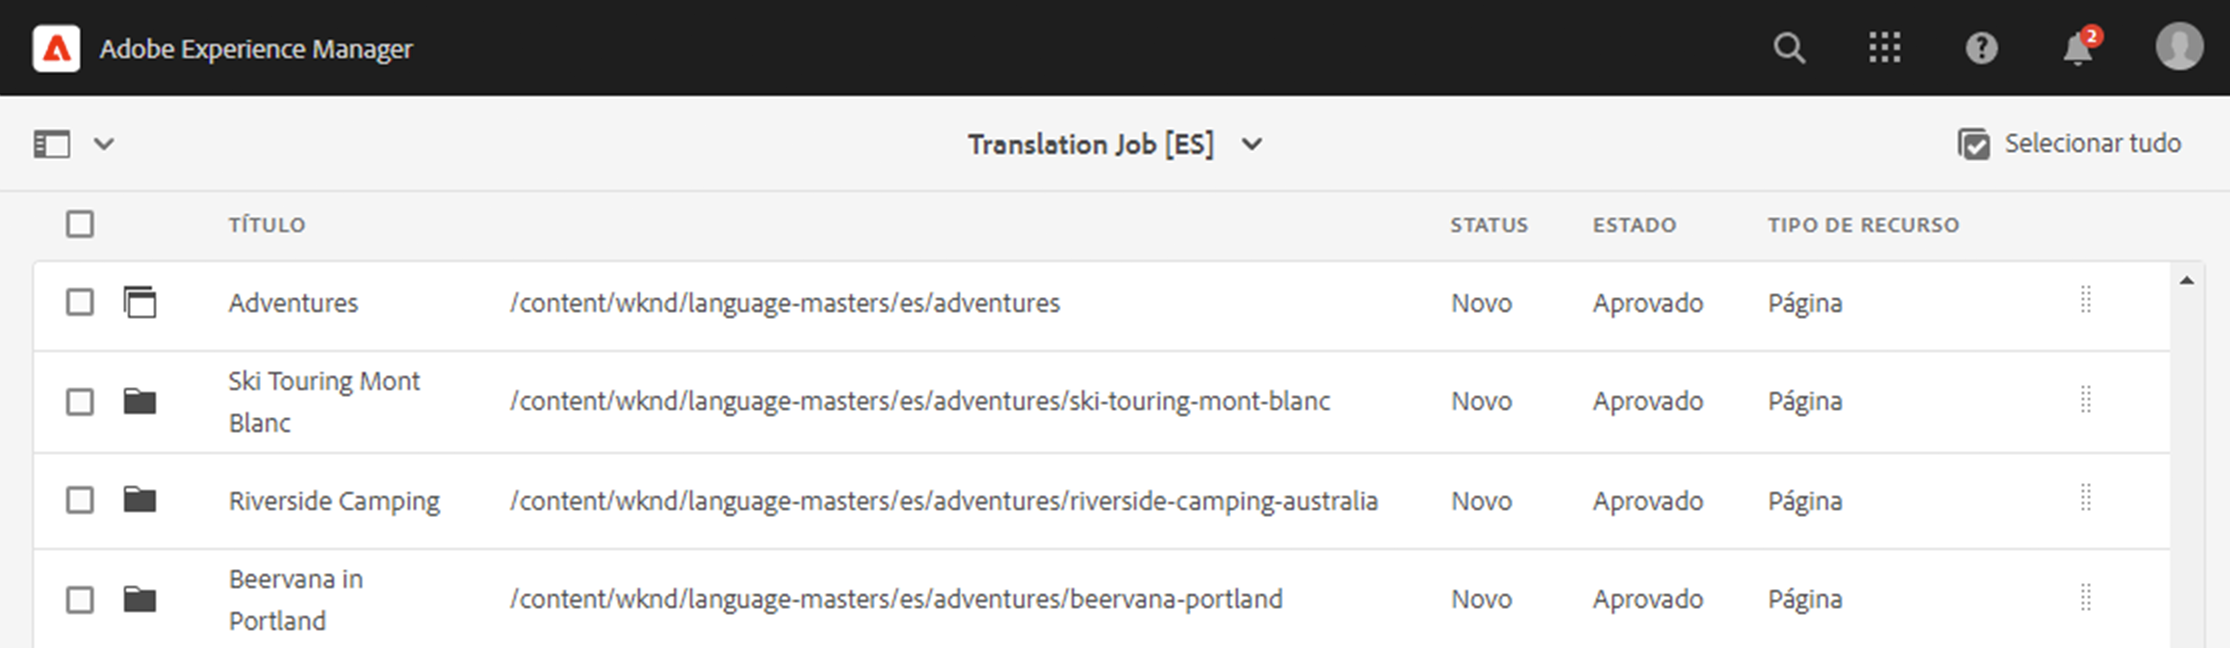 Adobe Experience Manager
2
Translation Job [ES]
Selecionar tudo
TÍTULO STATUS ESTADO TIPO DE RECURSO
Adventures /content/wknd/language-masters/es/adventures Novo Aprovado Página
Ski Touring Mont
Blanc
/content/wknd/language-masters/es/adventures/ski-touring-mont-blanc Novo Aprovado Página
Riverside Camping /content/wknd/language-masters/es/adventures/riverside-camping-australia Novo Aprovado Página
Beervana in
Portland
/content/wknd/language-masters/es/adventures/beervana-portland Novo Aprovado Página